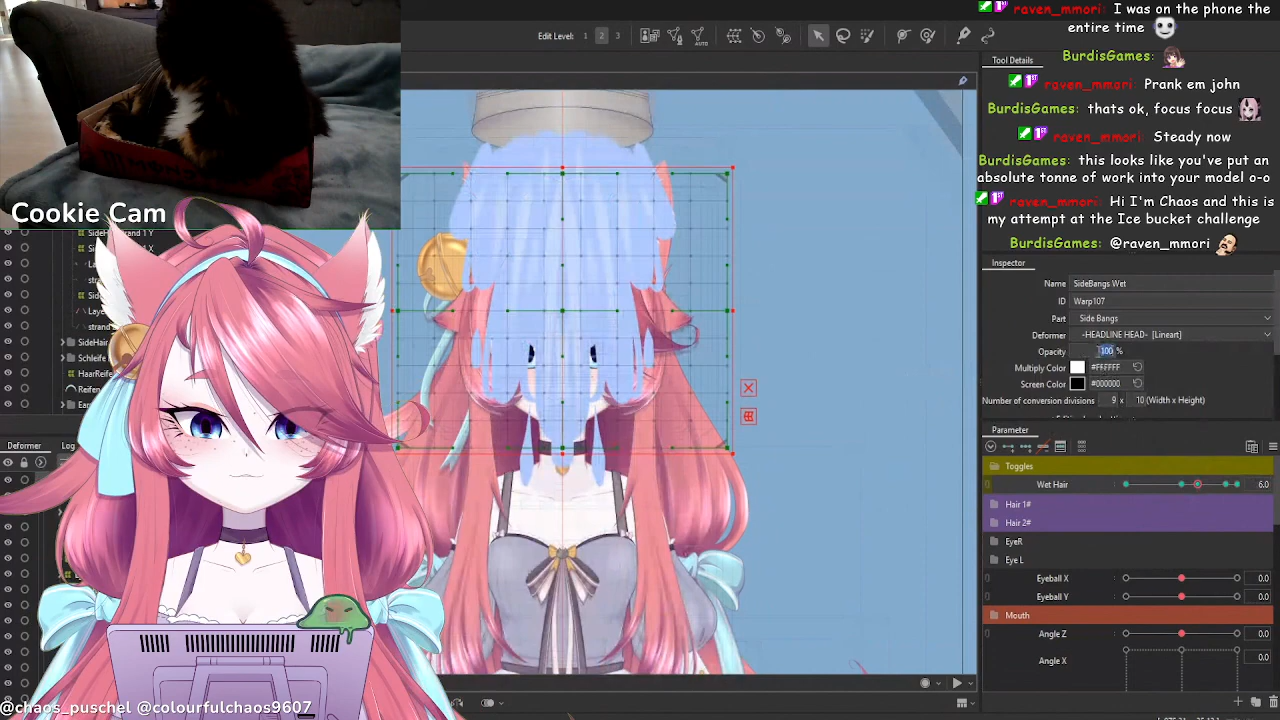 raven_mmori: I was on the phone the
entire time
BurdisGames:
raven_mmori: Prank em john
BurdisGames: thats ok, focus focus
raven_mmori: Steady now
BurdisGames: this looks like you've put an
absolute tonne of work into your model o-o
raven_mmori: Hi I'm Chaos and this is
my attempt at the Ice bucket challenge
BurdisGames: @raven_mmori
Edit Level: 1 2 3
AUTO
Tool Details
Cookie Cam
Inspector
Name SideBangs Wet
ID Warp107
Part Side Bangs
Deformer -HEADLINE HEAD- [Lineart]
Opacity 100 %
Multiply Color #FFFFFF
Screen Color #000000
Number of conversion divisions 9 x 10 (Width x Height)
Parameter
Toggles
Wet Hair 6.0
Hair 1#
Hair 2#
EyeR
Eye L
Eyeball X 0.0
Eyeball Y 0.0
Mouth
Angle Z 0.0
Angle X 0.0
strand
SideHair
Schleife
HaarReife
Reifen
Deformer Log
@chaos_puschel @colourfulchaos9607